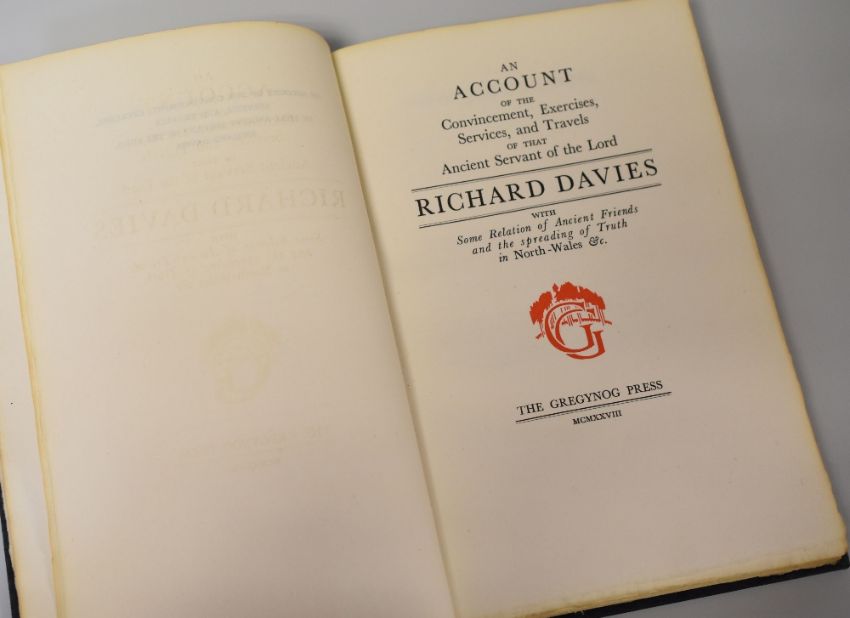 AN
ACCOUNT
OF THE
Convincement, Exercises,
Services, and Travels
OF THAT
Ancient Servant of the Lord
RICHARD DAVIES
WITH
Some Relation of Ancient Friends
and the spreading of Truth
in North-Wales &c.
G G
THE GREGYNOG PRESS
MCMXXVIII